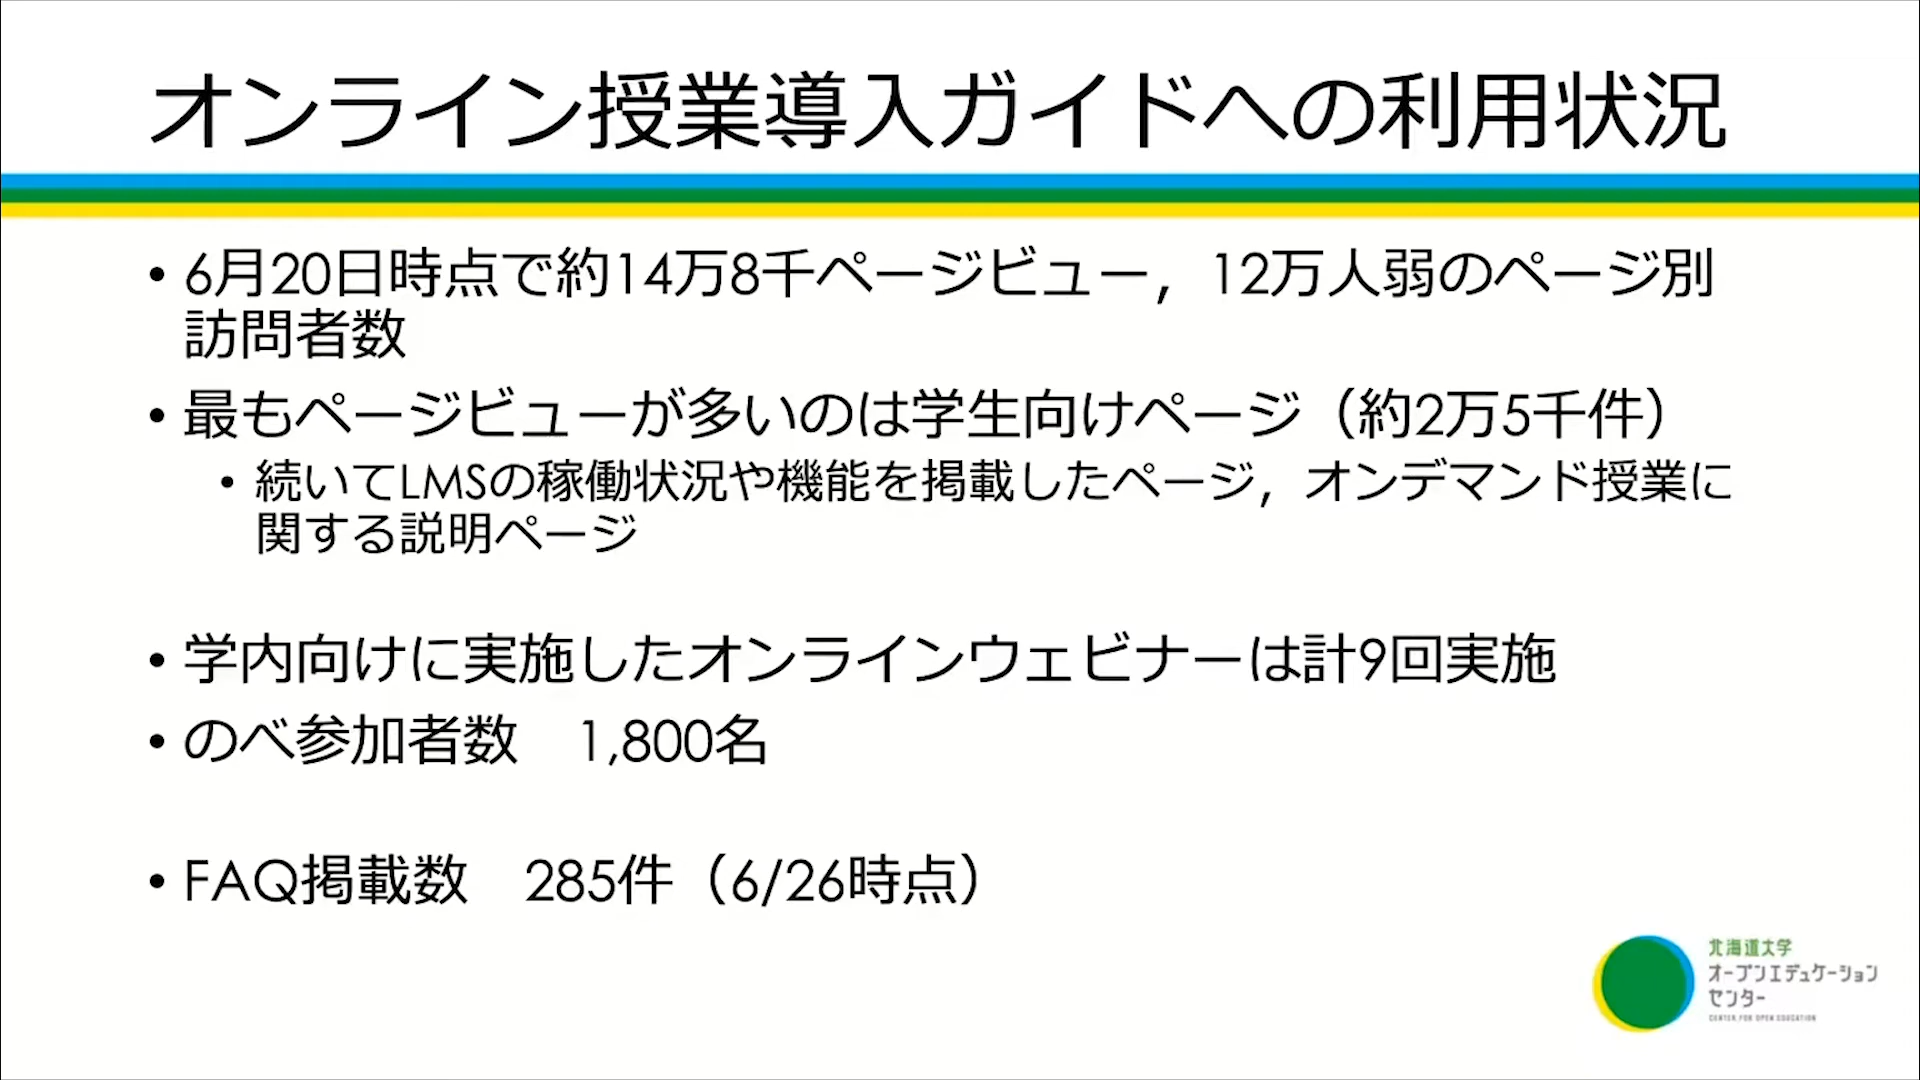 オンライン授業導入ガイドへの利用状況
• 6月20日時点で約14万8千ページビュー，12万人弱のページ別
訪問者数
• 最もページビューが多いのは学生向けページ（約2万5千件）
• 続いてLMSの稼働状況や機能を掲載したページ，オンデマンド授業に
関する説明ページ
• 学内向けに実施したオンラインウェビナーは計9回実施
• のべ参加者数　1,800名
• FAQ掲載数　285件（6/26時点）
北海道大学
オープンエデュケーション
センター
CENTER FOR OPEN EDUCATION